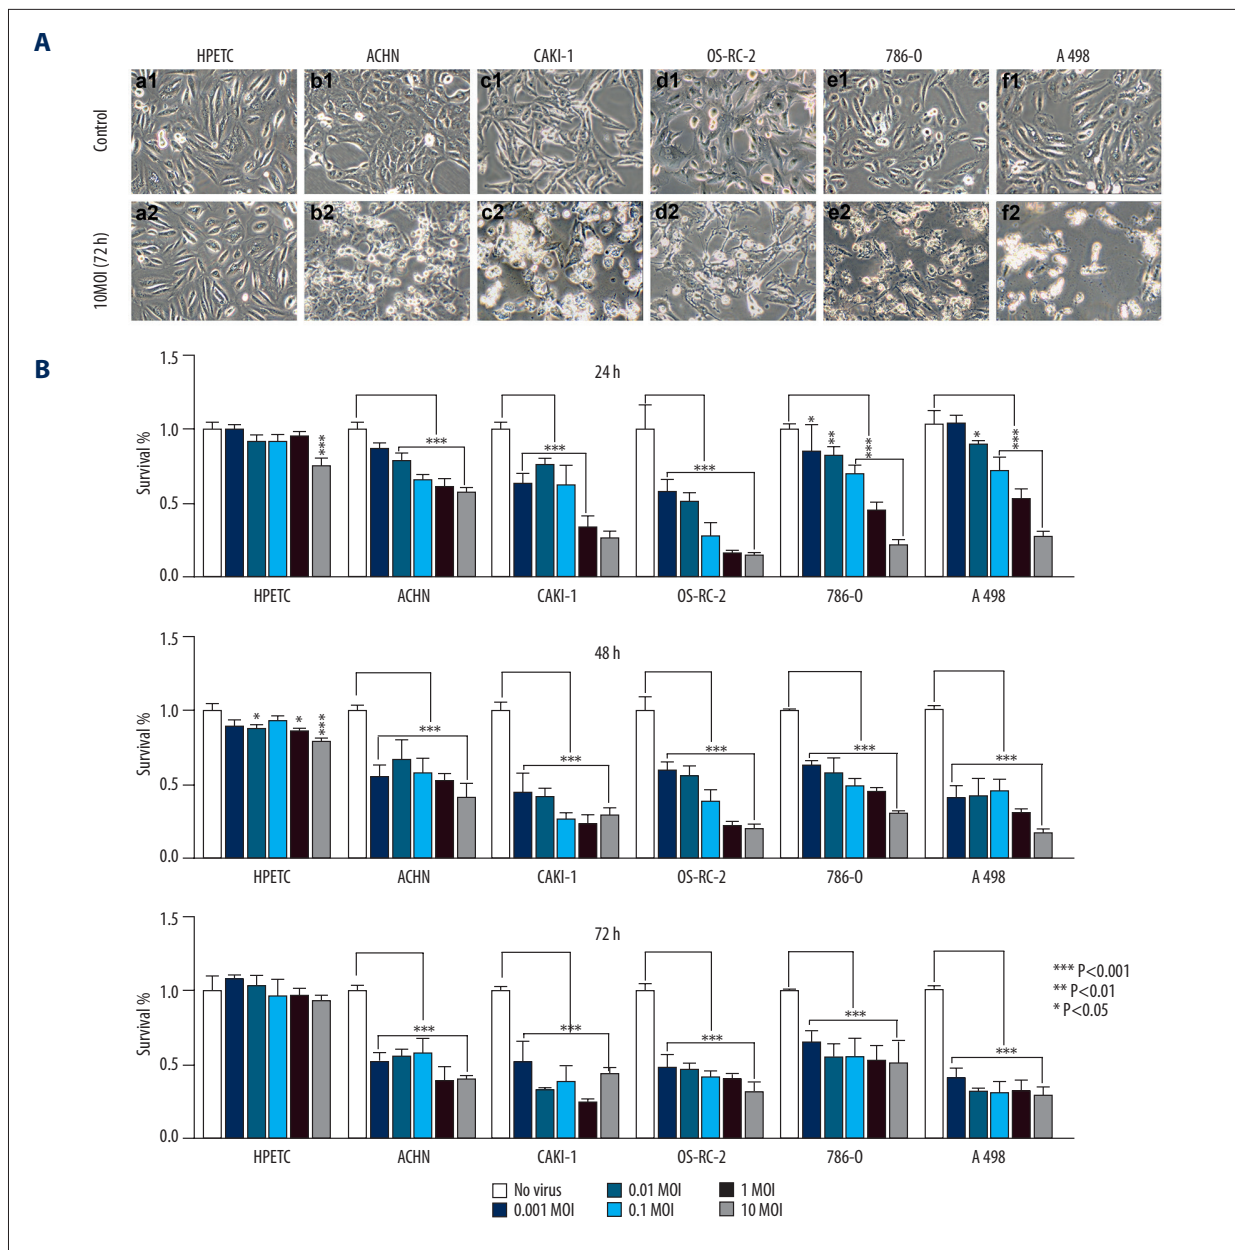 A
HPETC ACHN CAKI-1 OS-RC-2 786-O A 498
Control
a1 b1 c1 d1 e1 f1
10MOI (72 h)
a2 b2 c2 d2 e2 f2
B
24 h
Survival %
1.5
1.0
0.5
0.0
*** *** *** *** * ** *** * ***
HPETC ACHN CAKI-1 OS-RC-2 786-O A 498
48 h
Survival %
1.5
1.0
0.5
0.0
* * *** *** *** *** *** ***
HPETC ACHN CAKI-1 OS-RC-2 786-O A 498
72 h
Survival %
1.5
1.0
0.5
0.0
*** *** *** *** ***
HPETC ACHN CAKI-1 OS-RC-2 786-O A 498
*** P<0.001
** P<0.01
* P<0.05
No virus 0.01 MOI 1 MOI
0.001 MOI 0.1 MOI 10 MOI